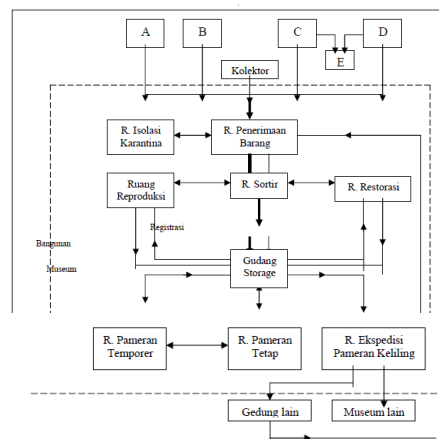 A B C D
E
Kolektor
R. Isolasi
Karantina
R. Penerimaan
Barang
Ruang
Reproduksi
R. Sortir
R. Restorasi
Registrasi
Bangunan
Museum
Gudang
Storage
R. Pameran
Temporer
R. Pameran
Tetap
R. Ekspedisi
Pameran Keliling
Gedung lain
Museum lain